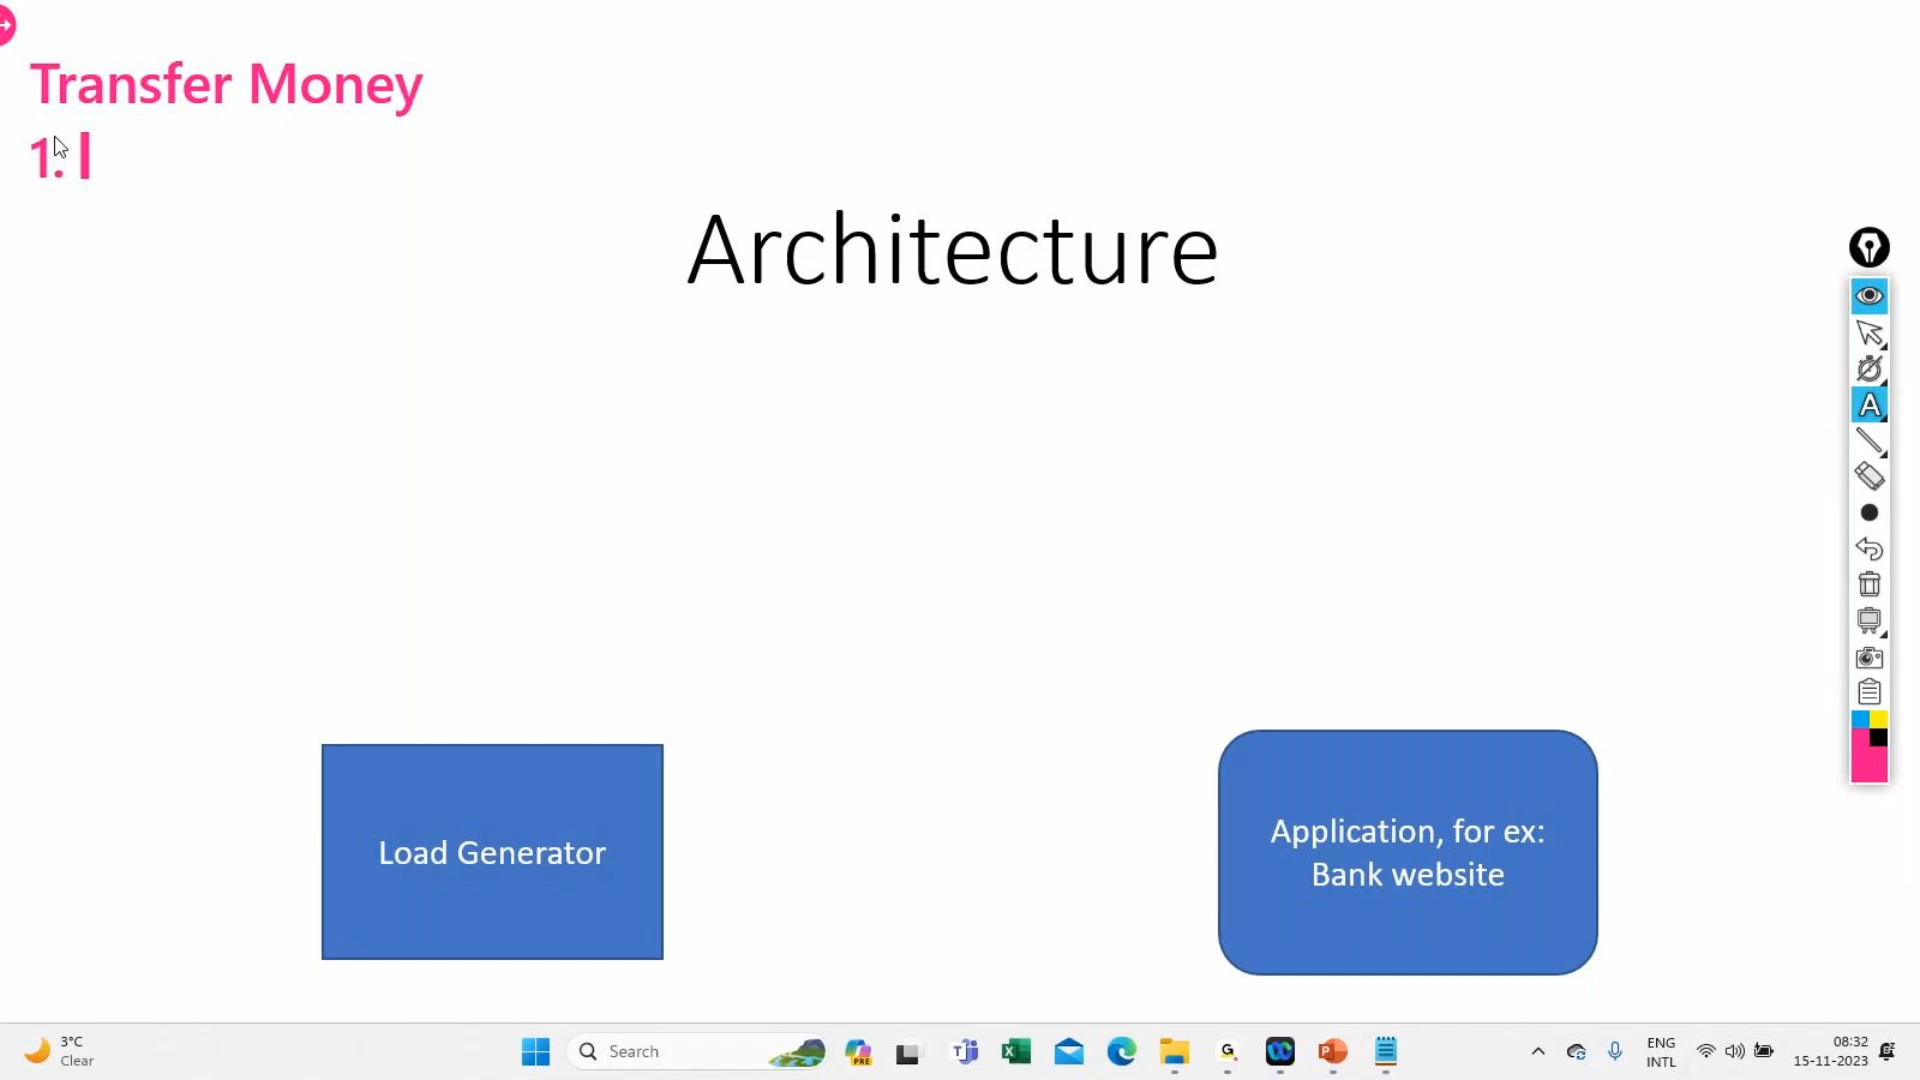 Transfer Money
1.
Architecture
Load Generator
Application, for ex:
Bank website
A
3°C
Clear
Search
PRE
ENG
INTL
08:32
15-11-2023